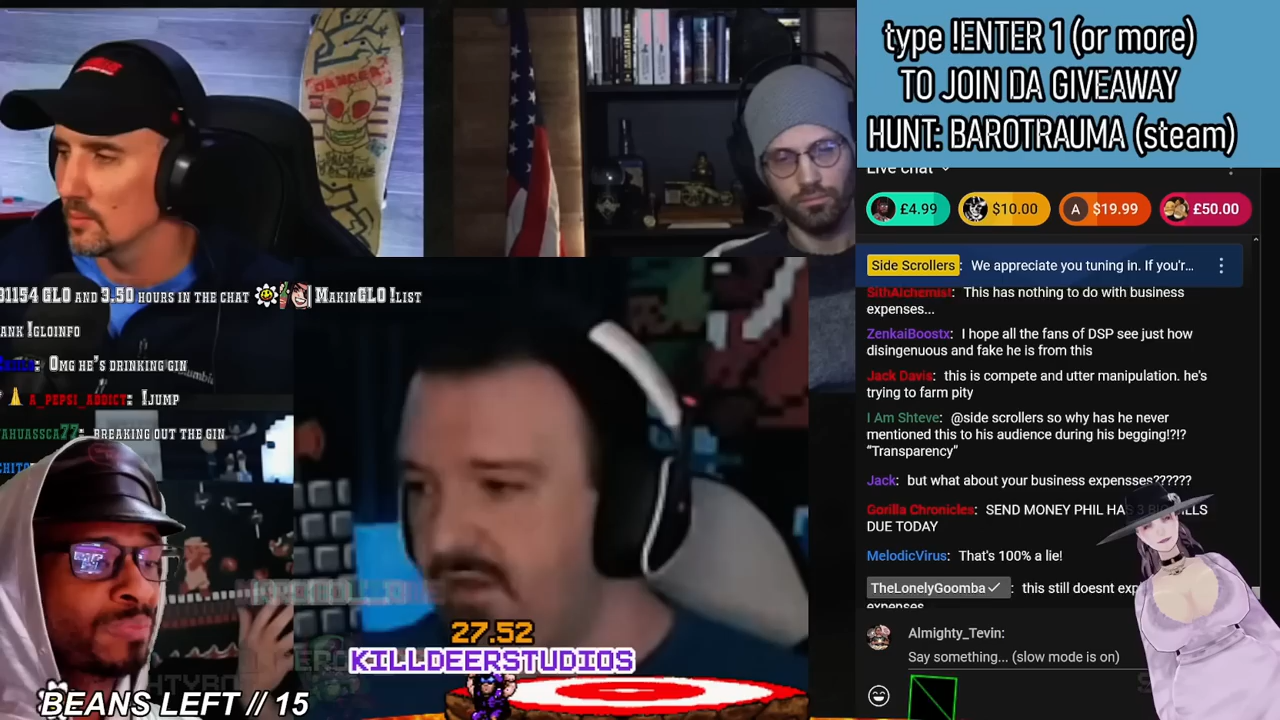 type !ENTER 1 (or more)
TO JOIN DA GIVEAWAY
HUNT: BAROTRAUMA (steam)
Live chat
£4.99
$10.00
A $19.99
£50.00
Side Scrollers: We appreciate you tuning in. If you'r...
SithAlchemist: This has nothing to do with business
expenses...
ZenkaiBoostx: I hope all the fans of DSP see just how
disingenuous and fake he is from this
Jack Davis: this is compete and utter manipulation. he's
trying to farm pity
I Am Shteve: @side scrollers so why has he never
mentioned this to his audience during his begging!?!?
“Transparency”
Jack: but what about your business expensses??????
Gorilla Chronicles: SEND MONEY PHIL HAS 3
DUE TODAY
MelodicVirus: That's 100% a lie!
TheLonelyGoomba : this still doesnt
expenses
Almighty_Tevin:
Say something... (slow mode is on)
DANGER
31154 GLO AND 3.50 HOURS IN THE CHAT MAKINGLO !LIST
ANK !GLOINFO
: OMG HE'S DRINKING GIN
A_PEPSI_ADDICT: !JUMP
AHUASSCA77: BREAKING OUT THE GIN
27.52
KILLDEERSTUDIOS
BEANS LEFT // 15